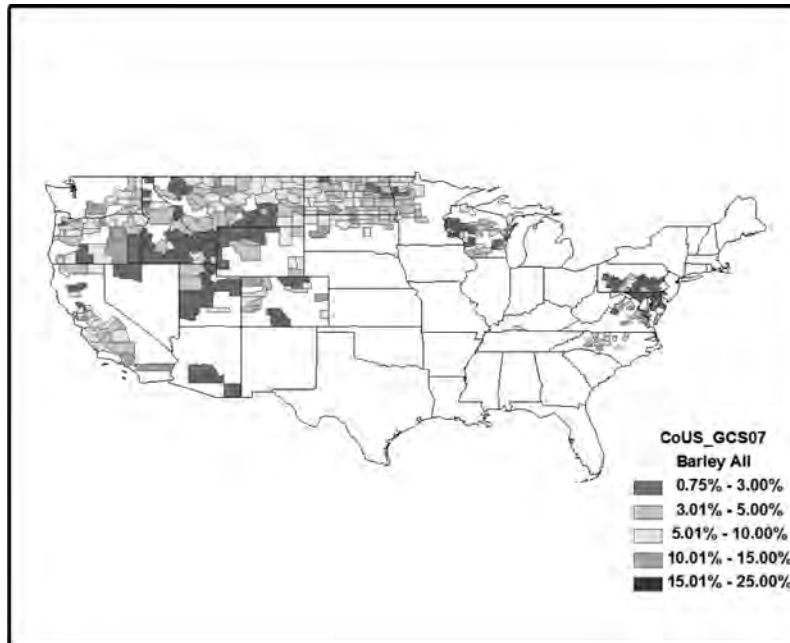 CoUS_GCS07
Barley All
0.75% - 3.00%
3.01% - 5.00%
5.01% - 10.00%
10.01% - 15.00%
15.01% - 25.00%